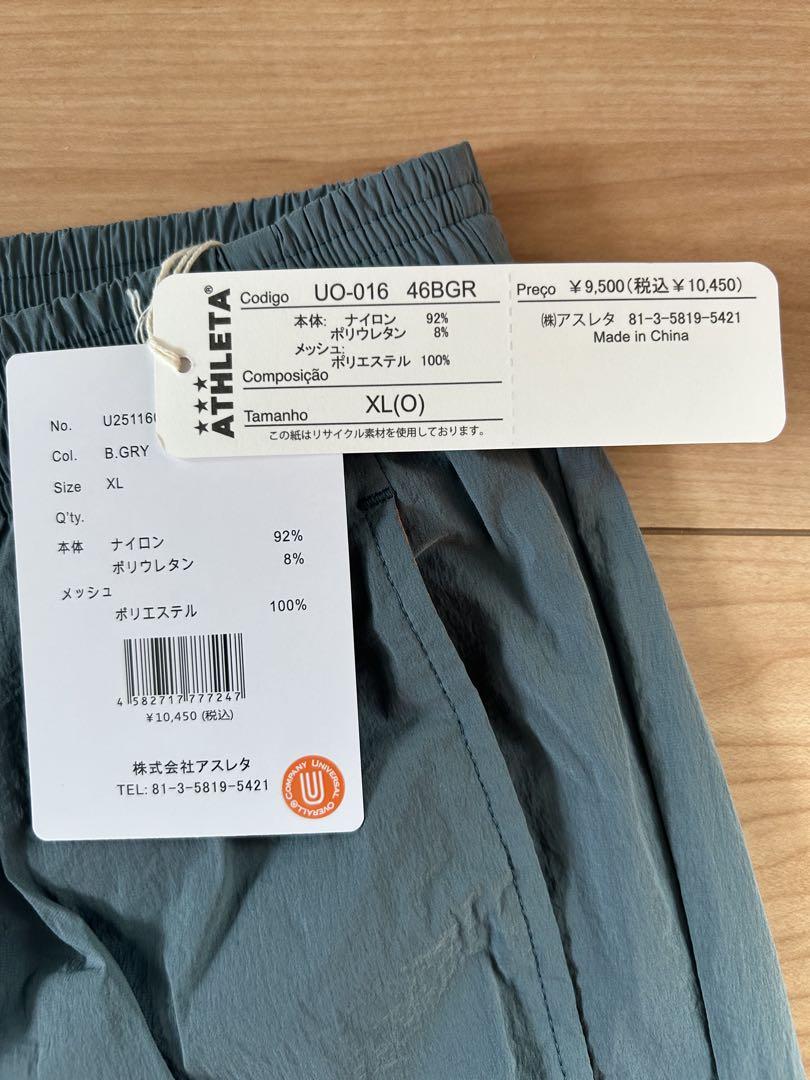 ATHLETA®
Codigo UO-016 46BGR
本体: ナイロン 92%
ポリウレタン 8%
メッシュ:
ポリエステル 100%
Composição
Tamanho XL(O)
この紙はリサイクル素材を使用しております。
Preço ¥9,500(税込¥10,450)
㈱アスレタ 81-3-5819-5421
Made in China
No.
Col. B.GRY
Size XL
Q'ty.
本体 ナイロン 92%
ポリウレタン 8%
メッシュ
ポリエステル 100%
4 582717 777247
¥10,450 (税込)
株式会社アスレタ
TEL: 81-3-5819-5421
COMPANY UNIVERSAL OVERALL®
U